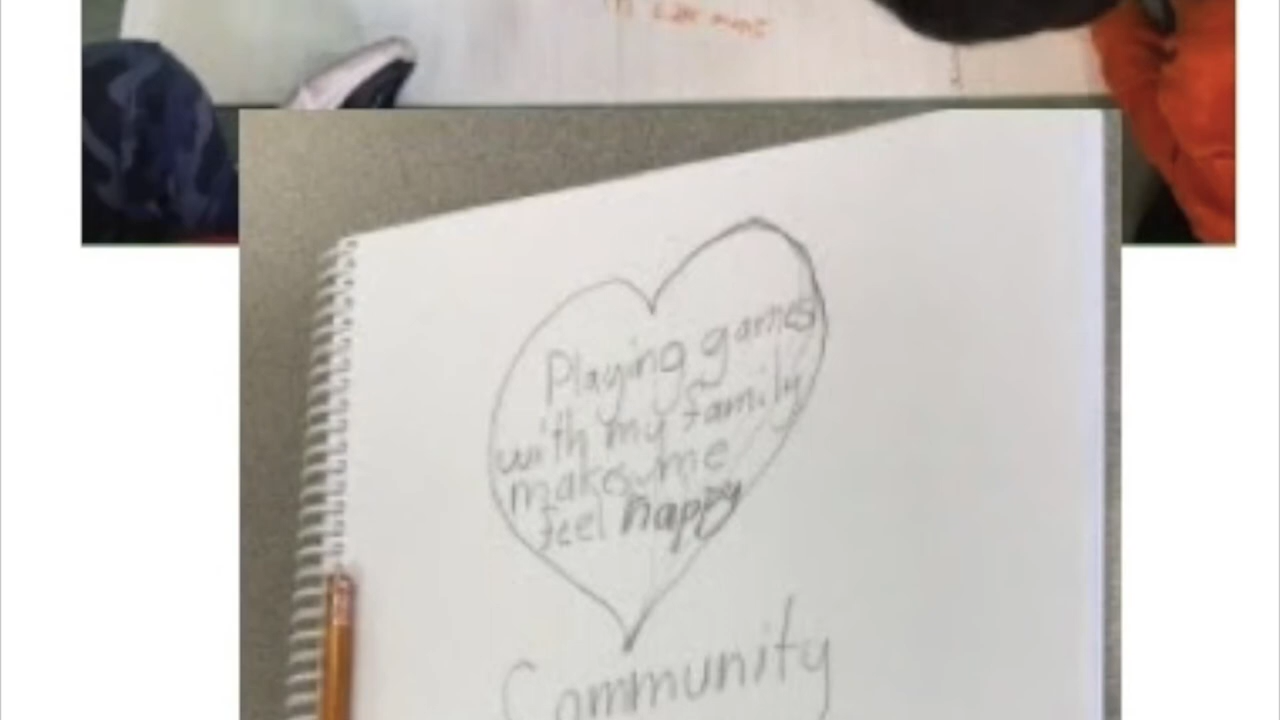 Playing games
with my family
makes me
feel happy
Community